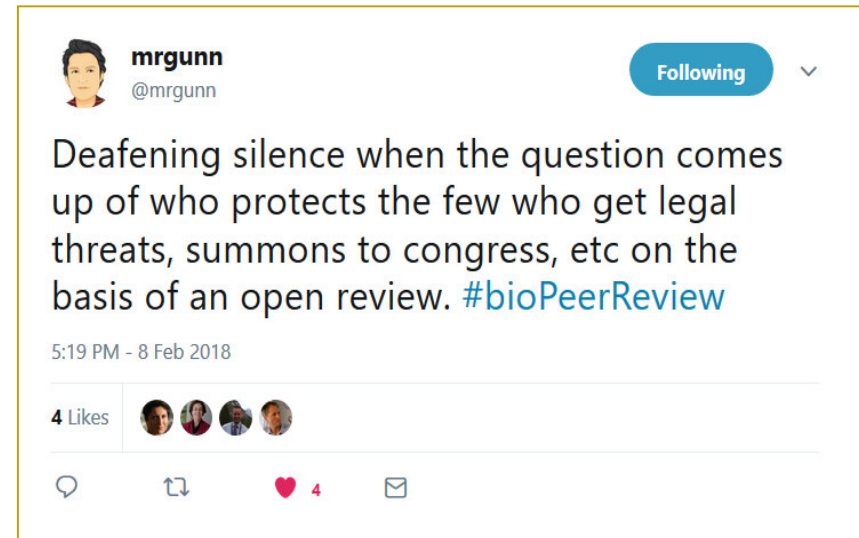 mrgunn
@mrgunn
Following
Deafening silence when the question comes
up of who protects the few who get legal
threats, summons to congress, etc on the
basis of an open review. #bioPeerReview
5:19 PM - 8 Feb 2018
4 Likes
4